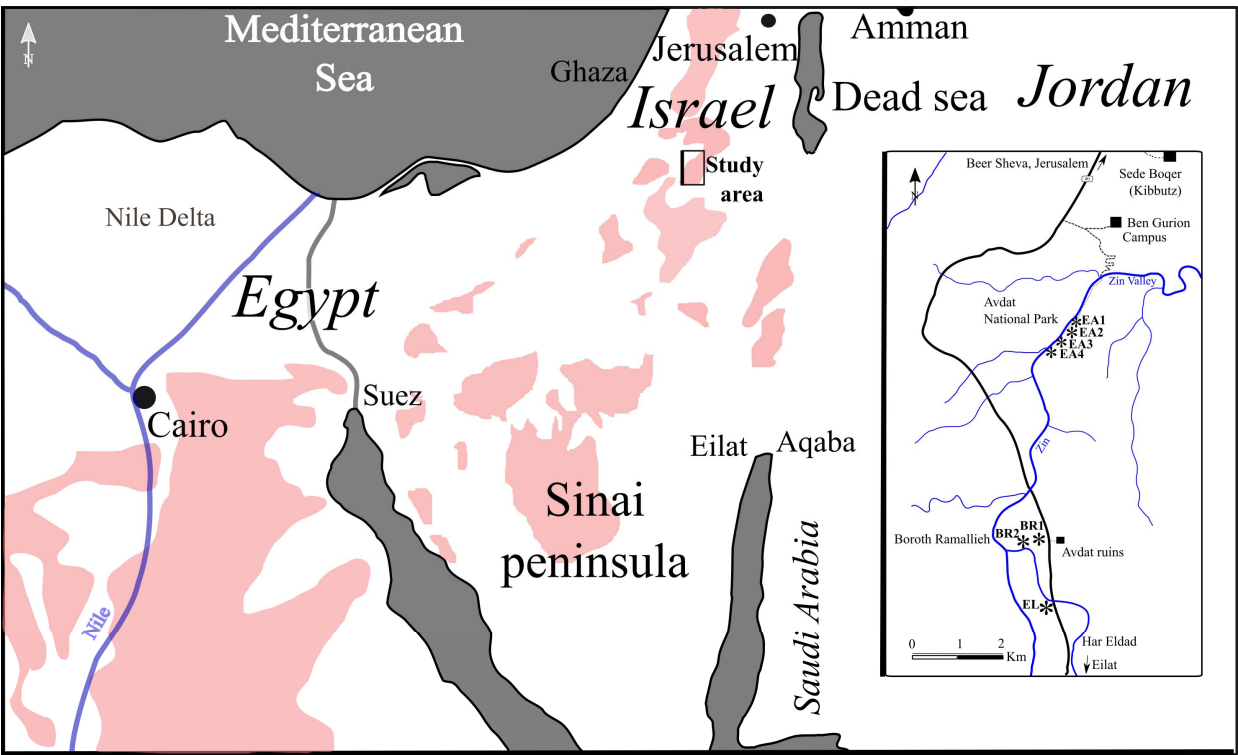 Mediterranean
Sea
N
Jerusalem
Amman
Ghaza
Israel
Dead sea
Jordan
Study
area
Nile Delta
Egypt
Suez
Cairo
Eilat
Aqaba
Sinai
peninsula
Saudi Arabia
Nile
Beer Sheva, Jerusalem
40
N
Sede Boqer
(Kibbutz)
Ben Gurion
Campus
Zin Valley
Avdat
National Park
EA1
EA2
EA3
EA4
Zin
Boroth Ramallieh
BR2
BR1
Avdat ruins
EL
0 1 2
Km
Har Eldad
Eilat